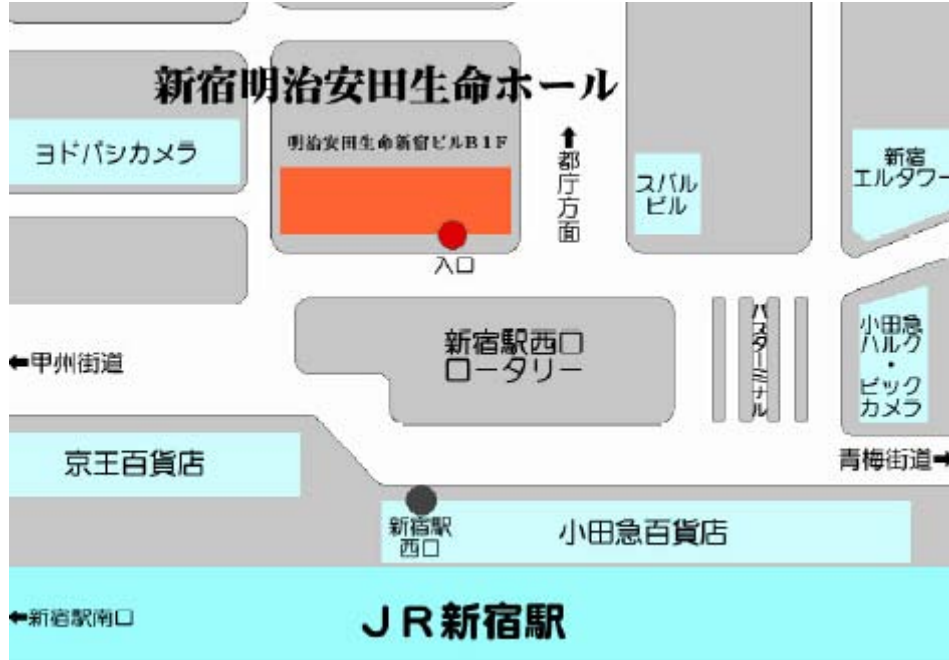 新宿明治安田生命ホール
明治安田生命新宿ビルB1F
ヨドバシカメラ
↑都庁方面
スバル
ビル
新宿
エルタワー
入口
新宿駅西口
ロータリー
バスターミナル
小田急
ハルク
・
ビック
カメラ
←甲州街道
京王百貨店
青梅街道→
新宿駅
西口
小田急百貨店
←新宿駅南口
JR新宿駅